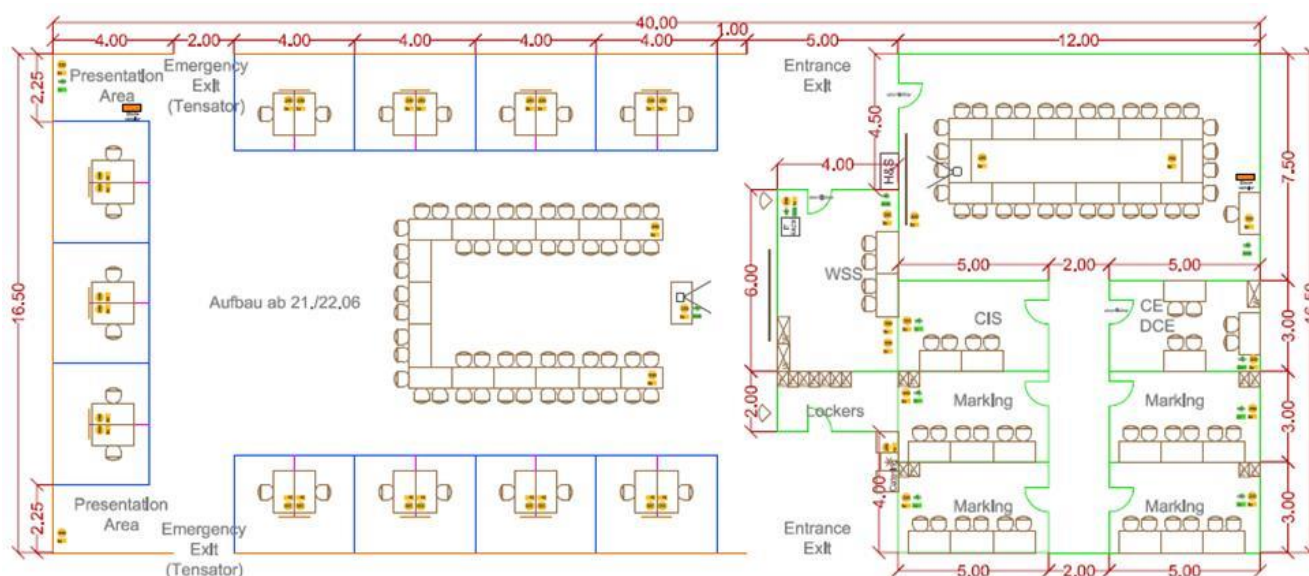 40.00
4.00
2.00
4.00
4.00
4.00
4.00
1.00
5.00
12.00
2.25
Presentation
Area
Emergency
Exit
(Tensator)
Entrance
Exit
4.50
7.50
4.00
H&S
16.50
Aufbau ab 21./22.06
6.00
WSS
5.00
2.00
5.00
16.50
CIS
CE
DCE
3.00
2.00
Lockers
Marking
Marking
3.00
4.00
Marking
Marking
3.00
2.25
Presentation
Area
Emergency
Exit
(Tensator)
Entrance
Exit
5.00
2.00
5.00